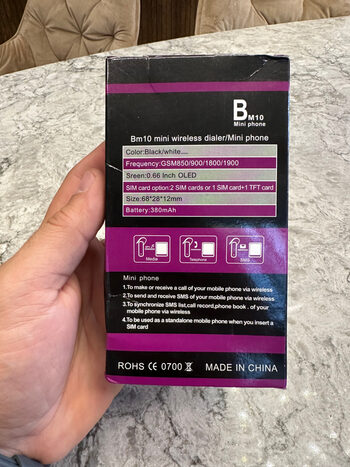 BM10
Mini phone
Bm10 mini wireless dialer/Mini phone
Color:Black/white....
Frequency:GSM850/900/1800/1900
Sreen:0.66 Inch OLED
SIM card option:2 SIM cards or 1 SIM card+1 TFT card
Size:68*28*12mm
Battery:380mAh
Media Telephone SMS
Mini phone
1.To make or receive a call of your mobile phone via wireless
2.To send and receive SMS of your mobile phone via wireless
3.To synchronize SMS list,call record,phone book . of your
mobile phone via wireless
4.To be used as a standalone mobile phone when you insert a
SIM card
ROHS CE 0700 MADE IN CHINA